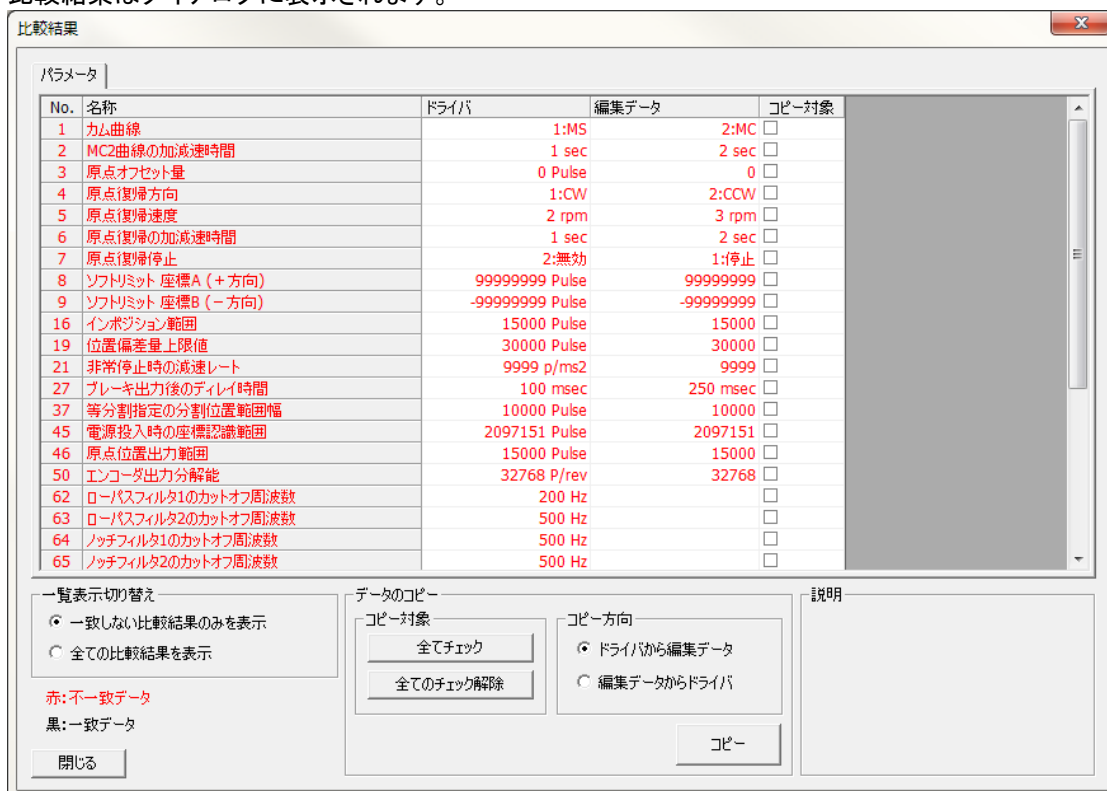 比較結果はダイアログに表示されます。
比較結果
パラメータ
No. 名称 ドライバ 編集データ コピー対象
1 カム曲線 1:MS 2:MC
2 MC2曲線の加減速時間 1 sec 2 sec
3 原点オフセット量 0 Pulse 0
4 原点復帰方向 1:CW 2:CCW
5 原点復帰速度 2 rpm 3 rpm
6 原点復帰の加減速時間 1 sec 2 sec
7 原点復帰停止 2:無効 1:停止
8 ソフトリミット 座標A (+方向) 99999999 Pulse 99999999
9 ソフトリミット 座標B (-方向) -99999999 Pulse -99999999
16 インポジション範囲 15000 Pulse 15000
19 位置偏差量上限値 30000 Pulse 30000
21 非常停止時の減速レート 9999 p/ms2 9999
27 ブレーキ出力後のディレイ時間 100 msec 250 msec
37 等分割指定の分割位置範囲幅 10000 Pulse 10000
45 電源投入時の座標認識範囲 2097151 Pulse 2097151
46 原点位置出力範囲 15000 Pulse 15000
50 エンコーダ出力分解能 32768 P/rev 32768
62 ローパスフィルタ1のカットオフ周波数 200 Hz
63 ローパスフィルタ2のカットオフ周波数 500 Hz
64 ノッチフィルタ1のカットオフ周波数 500 Hz
65 ノッチフィルタ2のカットオフ周波数 500 Hz
一覧表示切り替え
一致しない比較結果のみを表示
全ての比較結果を表示
赤:不一致データ
黒:一致データ
閉じる
データのコピー
コピー対象
全てチェック
全てのチェック解除
コピー方向
ドライバから編集データ
編集データからドライバ
コピー
説明